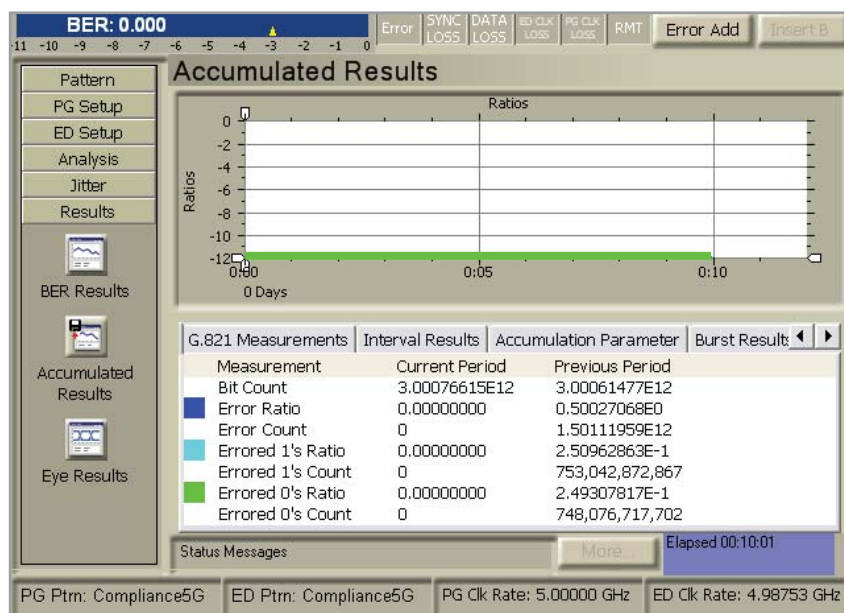 BER: 0.000
-11 -10 -9 -8 -7 -6 -5 -4 -3 -2 -1 0
Error
SYNC LOSS
DATA LOSS
ED CLK LOSS
PG CLK LOSS
RMT
Error Add
Insert B
Pattern
PG Setup
ED Setup
Analysis
Jitter
Results
BER Results
Accumulated
Results
Eye Results
Accumulated Results
Ratios
Ratios
0
-2
-4
-6
-8
-10
-12
0:00 0:05 0:10
0 Days
G.821 Measurements Interval Results Accumulation Parameter Burst Results
Measurement Current Period Previous Period
Bit Count 3.00076615E12 3.00061477E12
Error Ratio 0.00000000 0.50027068E0
Error Count 0 1.50111959E12
Errored 1's Ratio 0.00000000 2.50962863E-1
Errored 1's Count 0 753,042,872,867
Errored 0's Ratio 0.00000000 2.49307817E-1
Errored 0's Count 0 748,076,717,702
Status Messages
More...
Elapsed 00:10:01
PG Ptrn: Compliance5G
ED Ptrn: Compliance5G
PG Clk Rate: 5.00000 GHz
ED Clk Rate: 4.98753 GHz